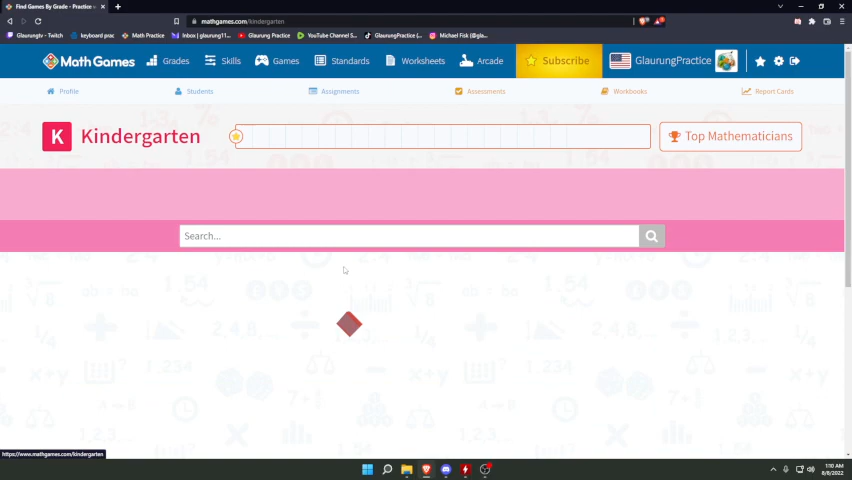 Find Games By Grade - Practice w
mathgames.com/kindergarten
Glaurungtv - Twitch
keyboard prac
Math Practice
Inbox | glaurung11...
Glaurung Practice
YouTube Channel S...
GlaurungPractice (...
Michael Fisk (@gla...
Math Games
Grades
Skills
Games
Standards
Worksheets
Arcade
Subscribe
GlaurungPractice
Profile
Students
Assignments
Assessments
Workbooks
Report Cards
K Kindergarten
Top Mathematicians
Search...
https://www.mathgames.com/kindergarten
1:10 AM
8/8/2022